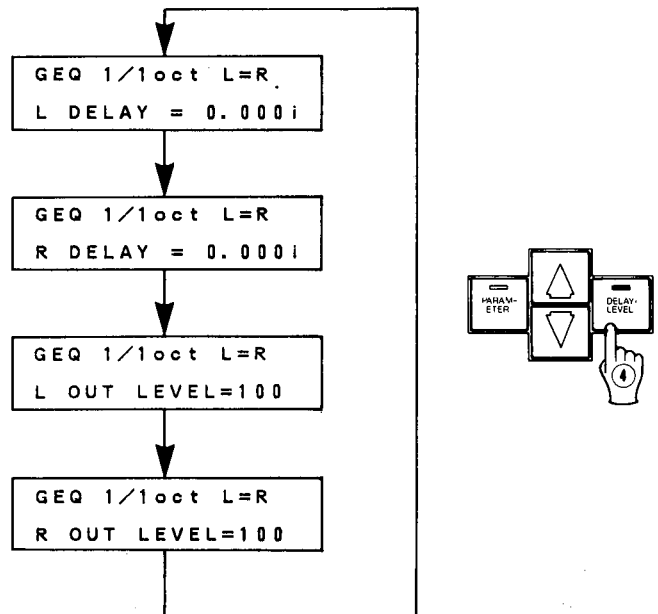 GEQ 1/1oct L=R
L DELAY = 0.000i
GEQ 1/1oct L=R
R DELAY = 0.000i
GEQ 1/1oct L=R
L OUT LEVEL=100
GEQ 1/1oct L=R
R OUT LEVEL=100
PARAM-
ETER
DELAY·
LEVEL
4